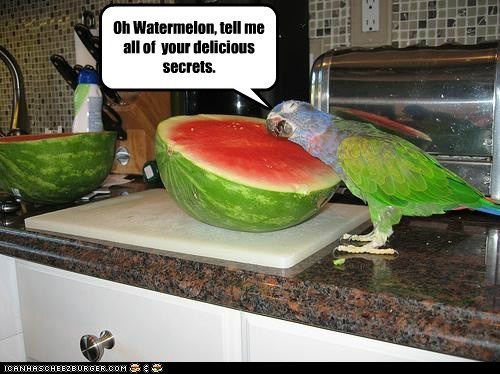 Oh Watermelon, tell me
all of your delicious
secrets.
ICANHASCHEEZBURGER.COM